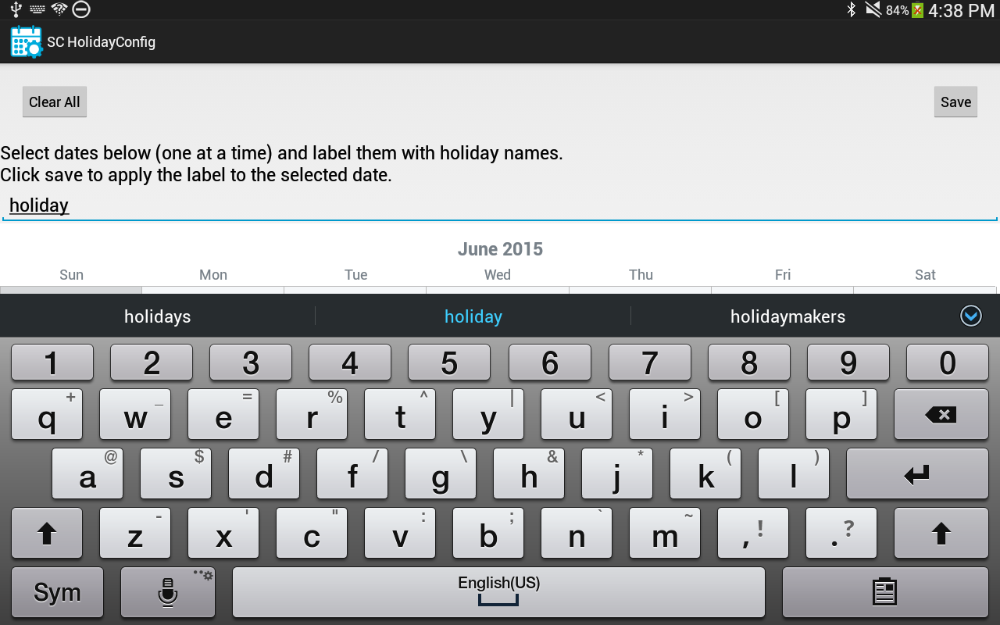 84% 4:38 PM
SC HolidayConfig
Clear All
Save
Select dates below (one at a time) and label them with holiday names.
Click save to apply the label to the selected date.
holiday
June 2015
Sun Mon Tue Wed Thu Fri Sat
holidays holiday holidaymakers
1 2 3 4 5 6 7 8 9 0
+ _ = % ^ | < > [ ]
q w e r t y u i o p
@ $ # / \ & * ( )
a s d f g h j k l
- ' " : ; ` ~ ! ?
z x c v b n m , .
Sym
English(US)